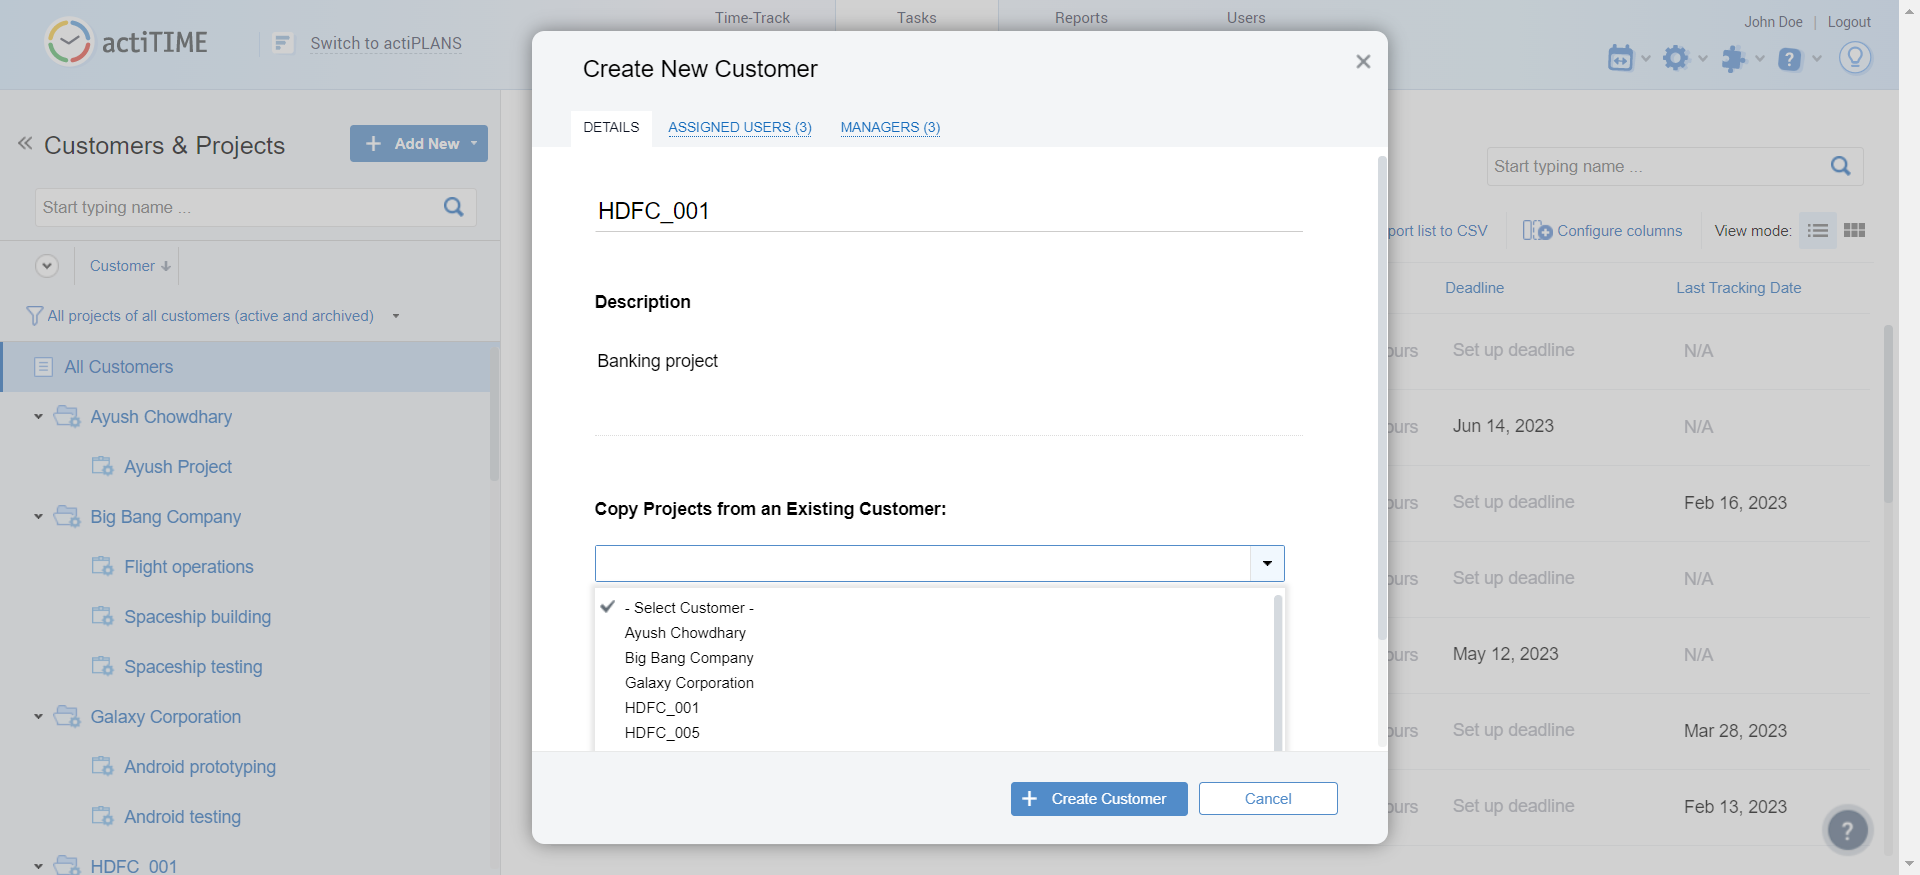 actiTIME
Switch to actiPLANS
Time-Track
Tasks
Reports
Users
John Doe
Logout
Customers & Projects
Add New
Start typing name ...
Customer
All projects of all customers (active and archived)
All Customers
Ayush Chowdhary
Ayush Project
Big Bang Company
Flight operations
Spaceship building
Spaceship testing
Galaxy Corporation
Android prototyping
Android testing
HDFC_001
Create New Customer
DETAILS
ASSIGNED USERS (3)
MANAGERS (3)
HDFC_001
Description
Banking project
Copy Projects from an Existing Customer:
- Select Customer -
Ayush Chowdhary
Big Bang Company
Galaxy Corporation
HDFC_001
HDFC_005
Create Customer
Cancel
Start typing name ...
port list to CSV
Configure columns
View mode:
Deadline
Last Tracking Date
ours Set up deadline N/A
ours Jun 14, 2023 N/A
ours Set up deadline Feb 16, 2023
ours Set up deadline N/A
ours May 12, 2023 N/A
ours Set up deadline Mar 28, 2023
ours Set up deadline Feb 13, 2023
?